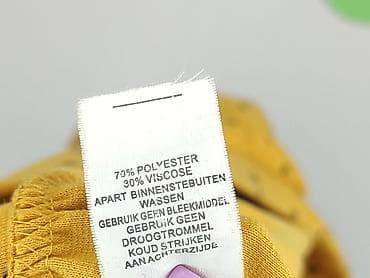 70% POLYESTER
30% VISCOSE
APART BINNENSTEBUITEN
WASSEN
GEBRUIK GEEN BLEEKMIDDEL
GEBRUIK GEEN
DROOGTROMMEL
KOUD STRIJKEN
AAN ACHTERZIJDE